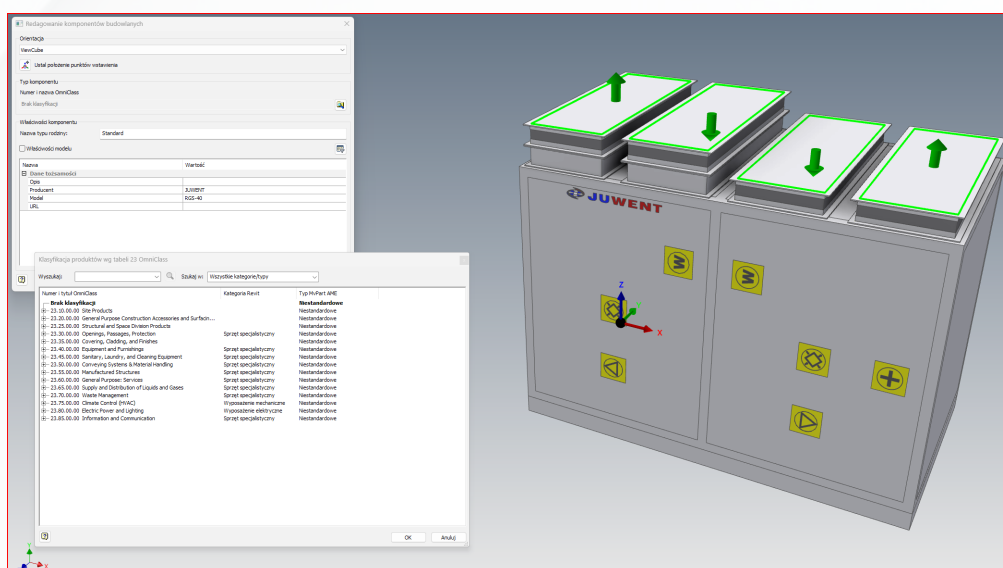 Redagowanie komponentów budowlanych
Orientacja
ViewCube
Ustal położenie punktów wstawienia
Typ komponentu
Numer i nazwa OmniClass
Brak klasyfikacji
Właściwości komponentu
Nazwa typu rodziny: Standard
Właściwości modelu
Nazwa Wartość
Dane tożsamości
Opis
Producent JUWENT
Model RGS-40
URL
Klasyfikacja produktów wg tabeli 23 OmniClass
Wyszukaj: Szukaj w: Wszystkie kategorie/typy
Numer i tytuł OmniClass Kategoria Revit Typ MvPart AME
Brak klasyfikacji Niestandardowe
23.10.00.00 Site Products Niestandardowe
23.20.00.00 General Purpose Construction Accessories and Surfacin... Niestandardowe
23.25.00.00 Structural and Space Division Products Niestandardowe
23.30.00.00 Openings, Passages, Protection Sprzęt specjalistyczny Niestandardowe
23.35.00.00 Covering, Cladding, and Finishes Niestandardowe
23.40.00.00 Equipment and Furnishings Sprzęt specjalistyczny Niestandardowe
23.45.00.00 Sanitary, Laundry, and Cleaning Equipment Sprzęt specjalistyczny Niestandardowe
23.50.00.00 Conveying Systems & Material Handling Sprzęt specjalistyczny Niestandardowe
23.55.00.00 Manufactured Structures Sprzęt specjalistyczny Niestandardowe
23.60.00.00 General Purpose: Services Sprzęt specjalistyczny Niestandardowe
23.65.00.00 Supply and Distribution of Liquids and Gases Sprzęt specjalistyczny Niestandardowe
23.70.00.00 Waste Management Sprzęt specjalistyczny Niestandardowe
23.75.00.00 Climate Control (HVAC) Wyposażenie mechaniczne Niestandardowe
23.80.00.00 Electric Power and Lighting Wyposażenie elektryczne Niestandardowe
23.85.00.00 Information and Communication Sprzęt specjalistyczny Niestandardowe
OK Anuluj
JUWENT
Z
X
Y
X